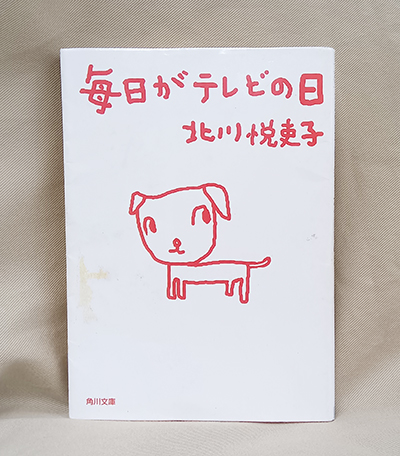 毎日がテレビの日
北川悦吏子
角川文庫